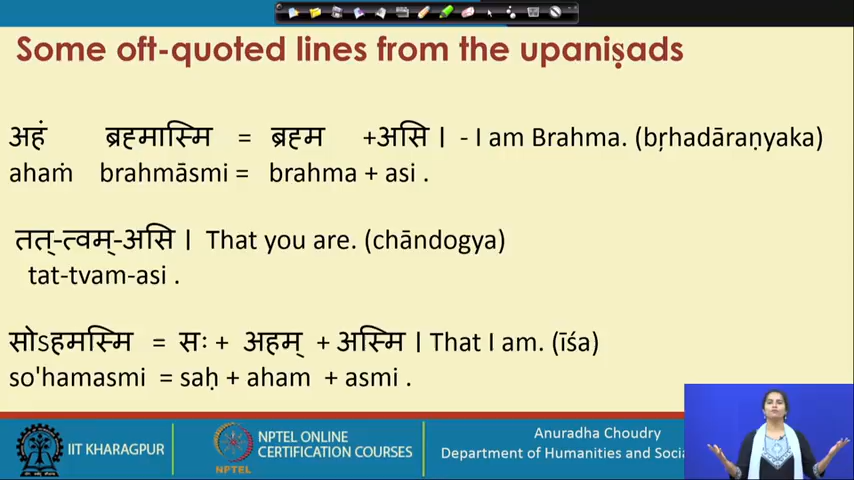 Some oft-quoted lines from the upaniṣads
अहं ब्रह्मास्मि = ब्रह्म +असि । - I am Brahma. (bṛhadāraṇyaka)
ahaṁ brahmāsmi = brahma + asi .
तत्-त्वम्-असि । That you are. (chāndogya)
tat-tvam-asi .
सोऽहमस्मि = सः + अहम् + अस्मि । That I am. (īśa)
so'hamasmi = saḥ + aham + asmi .
IIT KHARAGPUR
NPTEL
NPTEL ONLINE
CERTIFICATION COURSES
Anuradha Choudry
Department of Humanities and Socia